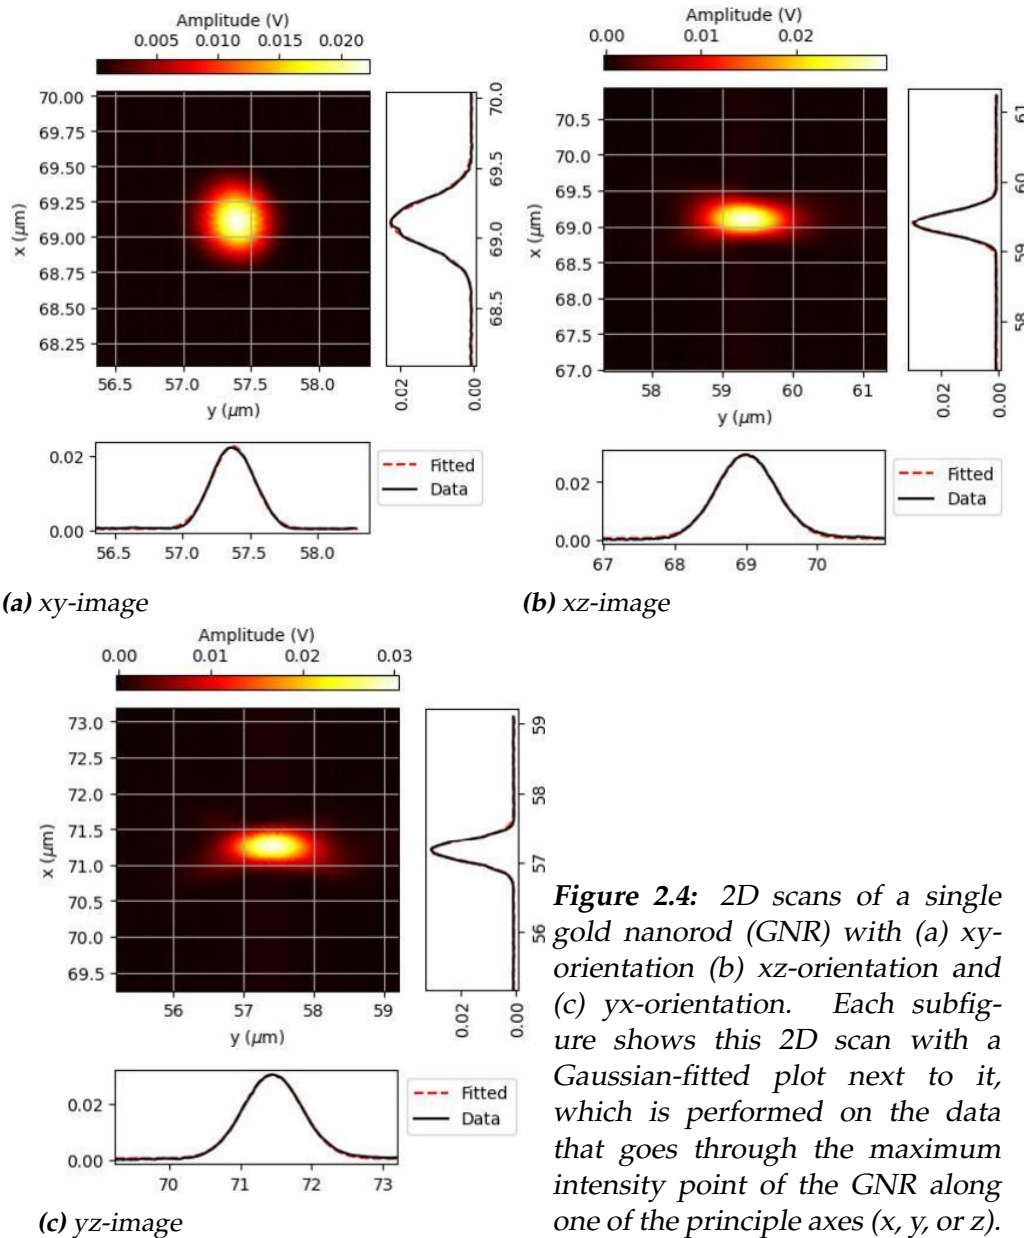 Amplitude (V)
0.005 0.010 0.015 0.020
70.00
69.75
69.50
69.25
69.00
68.75
68.50
68.25
x (μm)
56.5 57.0 57.5 58.0
y (μm)
70.0
69.5
69.0
68.5
0.02 0.00
0.02
0.00
56.5 57.0 57.5 58.0
Fitted
Data
(a) xy-image
Amplitude (V)
0.00 0.01 0.02
70.5
70.0
69.5
69.0
68.5
68.0
67.5
67.0
x (μm)
58 59 60 61
y (μm)
61
60
59
58
0.02 0.00
0.02
0.00
67 68 69 70
Fitted
Data
(b) xz-image
Amplitude (V)
0.00 0.01 0.02 0.03
73.0
72.5
72.0
71.5
71.0
70.5
70.0
69.5
x (μm)
56 57 58 59
y (μm)
59
58
57
56
0.02 0.00
0.02
0.00
70 71 72 73
Fitted
Data
(c) yz-image
Figure 2.4: 2D scans of a single
gold nanorod (GNR) with (a) xy-
orientation (b) xz-orientation and
(c) yx-orientation. Each subfig-
ure shows this 2D scan with a
Gaussian-fitted plot next to it,
which is performed on the data
that goes through the maximum
intensity point of the GNR along
one of the principle axes (x, y, or z).